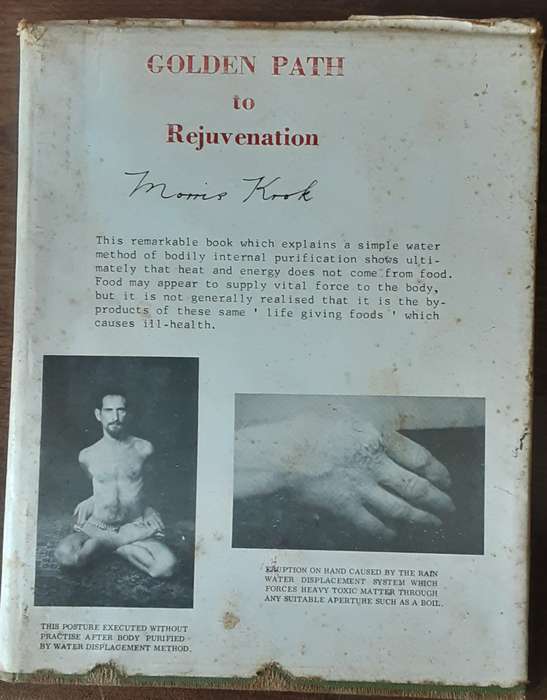 GOLDEN PATH
to
Rejuvenation
Morris Krok
This remarkable book which explains a simple water
method of bodily internal purification shows ulti-
mately that heat and energy does not come from food.
Food may appear to supply vital force to the body,
but it is not generally realised that it is the by-
products of these same ' life giving foods ' which
causes ill-health.
THIS POSTURE EXECUTED WITHOUT
PRACTISE AFTER BODY PURIFIED
BY WATER DISPLACEMENT METHOD.
ERUPTION ON HAND CAUSED BY THE RAIN
WATER DISPLACEMENT SYSTEM WHICH
FORCES HEAVY TOXIC MATTER THROUGH
ANY SUITABLE APERTURE SUCH AS A BOIL.